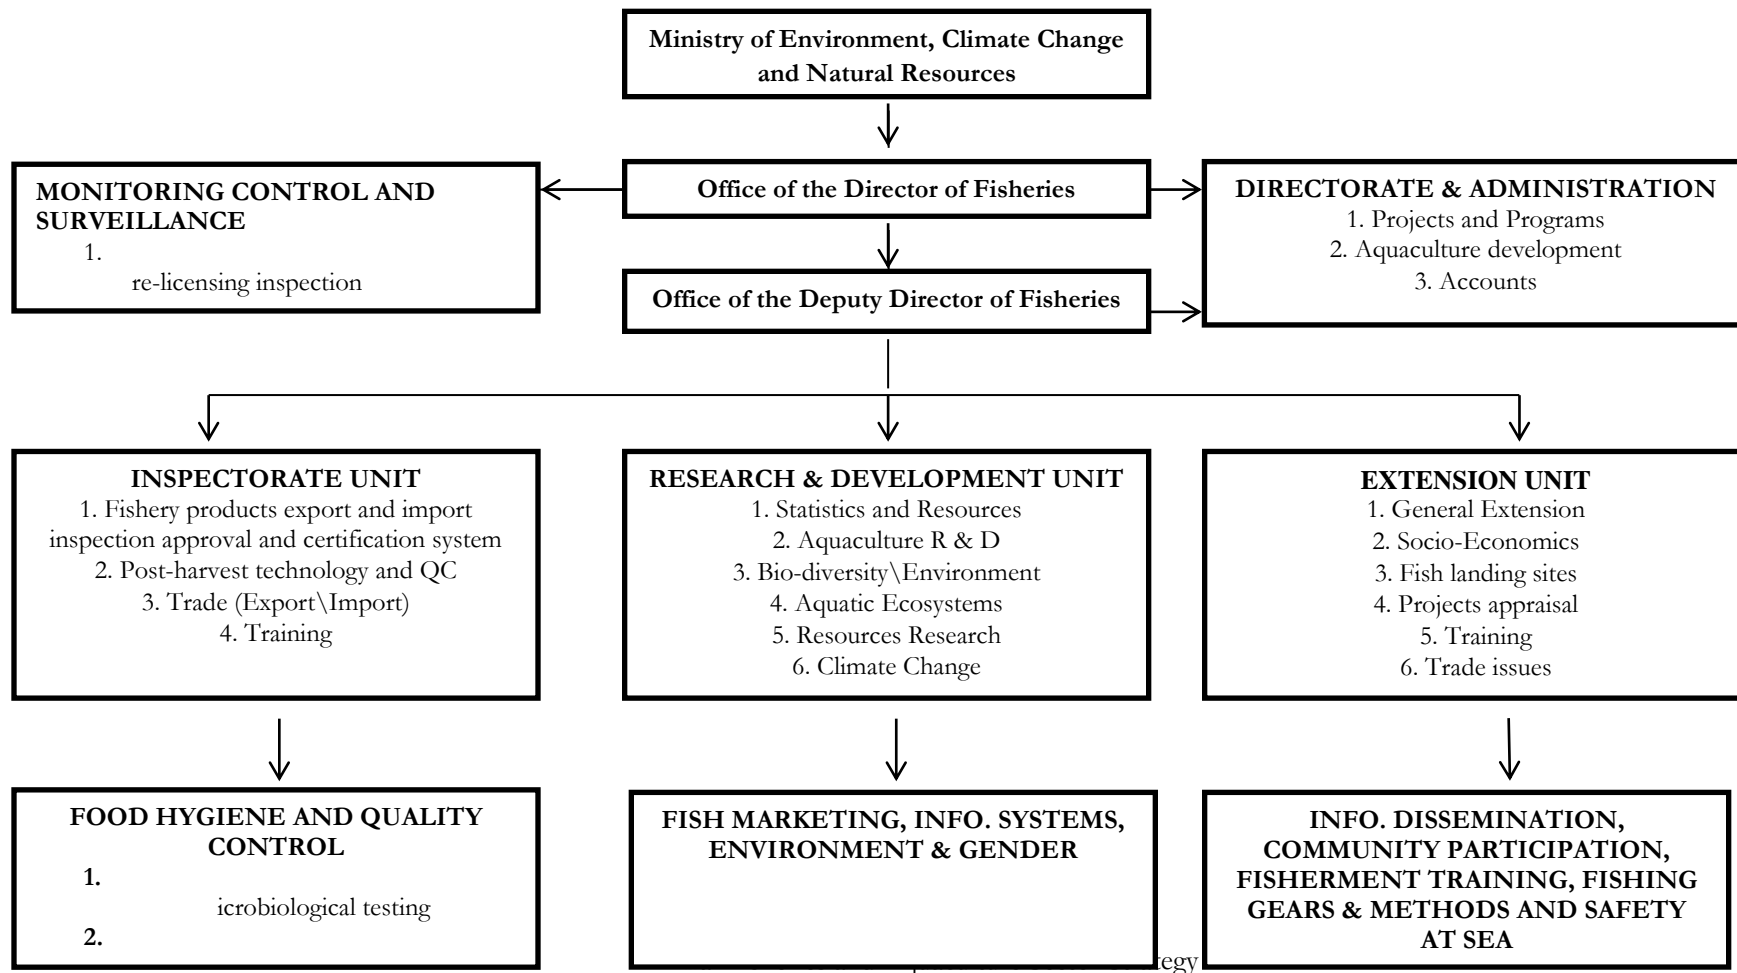 Ministry of Environment, Climate Change
and Natural Resources
MONITORING CONTROL AND
SURVEILLANCE
1.
re-licensing inspection
Office of the Director of Fisheries
DIRECTORATE & ADMINISTRATION
1. Projects and Programs
2. Aquaculture development
3. Accounts
Office of the Deputy Director of Fisheries
INSPECTORATE UNIT
1. Fishery products export and import
inspection approval and certification system
2. Post-harvest technology and QC
3. Trade (Export\Import)
4. Training
RESEARCH & DEVELOPMENT UNIT
1. Statistics and Resources
2. Aquaculture R & D
3. Bio-diversity\Environment
4. Aquatic Ecosystems
5. Resources Research
6. Climate Change
EXTENSION UNIT
1. General Extension
2. Socio-Economics
3. Fish landing sites
4. Projects appraisal
5. Training
6. Trade issues
FOOD HYGIENE AND QUALITY
CONTROL
1.
icrobiological testing
2.
FISH MARKETING, INFO. SYSTEMS,
ENVIRONMENT & GENDER
INFO. DISSEMINATION,
COMMUNITY PARTICIPATION,
FISHERMENT TRAINING, FISHING
GEARS & METHODS AND SAFETY
AT SEA